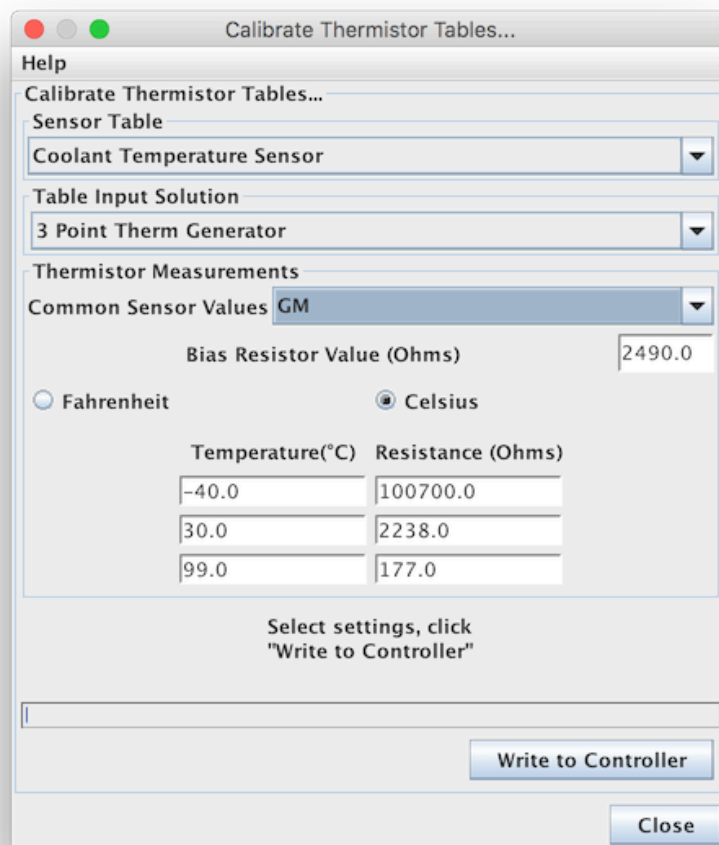 Calibrate Thermistor Tables...
Help
Calibrate Thermistor Tables...
Sensor Table
Coolant Temperature Sensor
Table Input Solution
3 Point Therm Generator
Thermistor Measurements
Common Sensor Values GM
Bias Resistor Value (Ohms) 2490.0
Fahrenheit Celsius
Temperature(°C) Resistance (Ohms)
-40.0 100700.0
30.0 2238.0
99.0 177.0
Select settings, click
"Write to Controller"
Write to Controller
Close